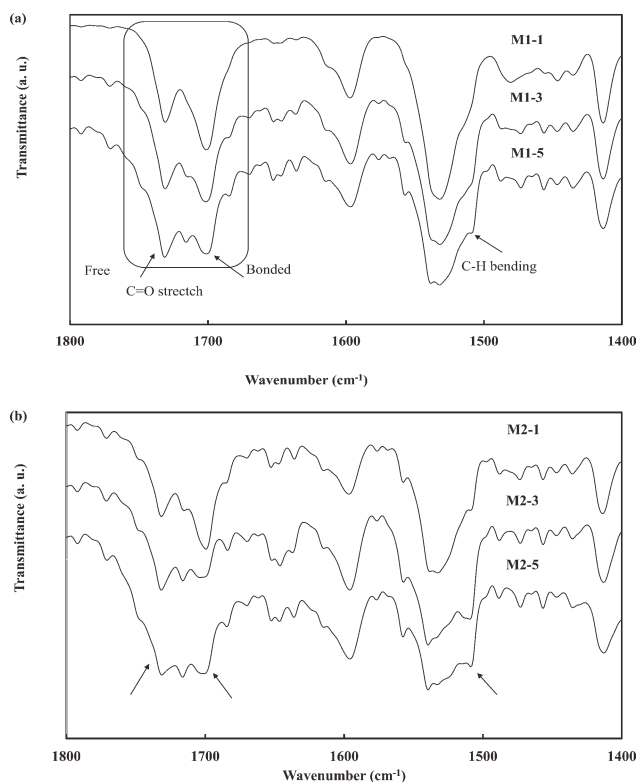 (a)
Transmittance (a. u.)
M1-1
M1-3
M1-5
Free
Bonded
C=O strectch
C-H bending
1800 1700 1600 1500 1400
Wavenumber (cm-1)
(b)
Transmittance (a. u.)
M2-1
M2-3
M2-5
1800 1700 1600 1500 1400
Wavenumber (cm-1)